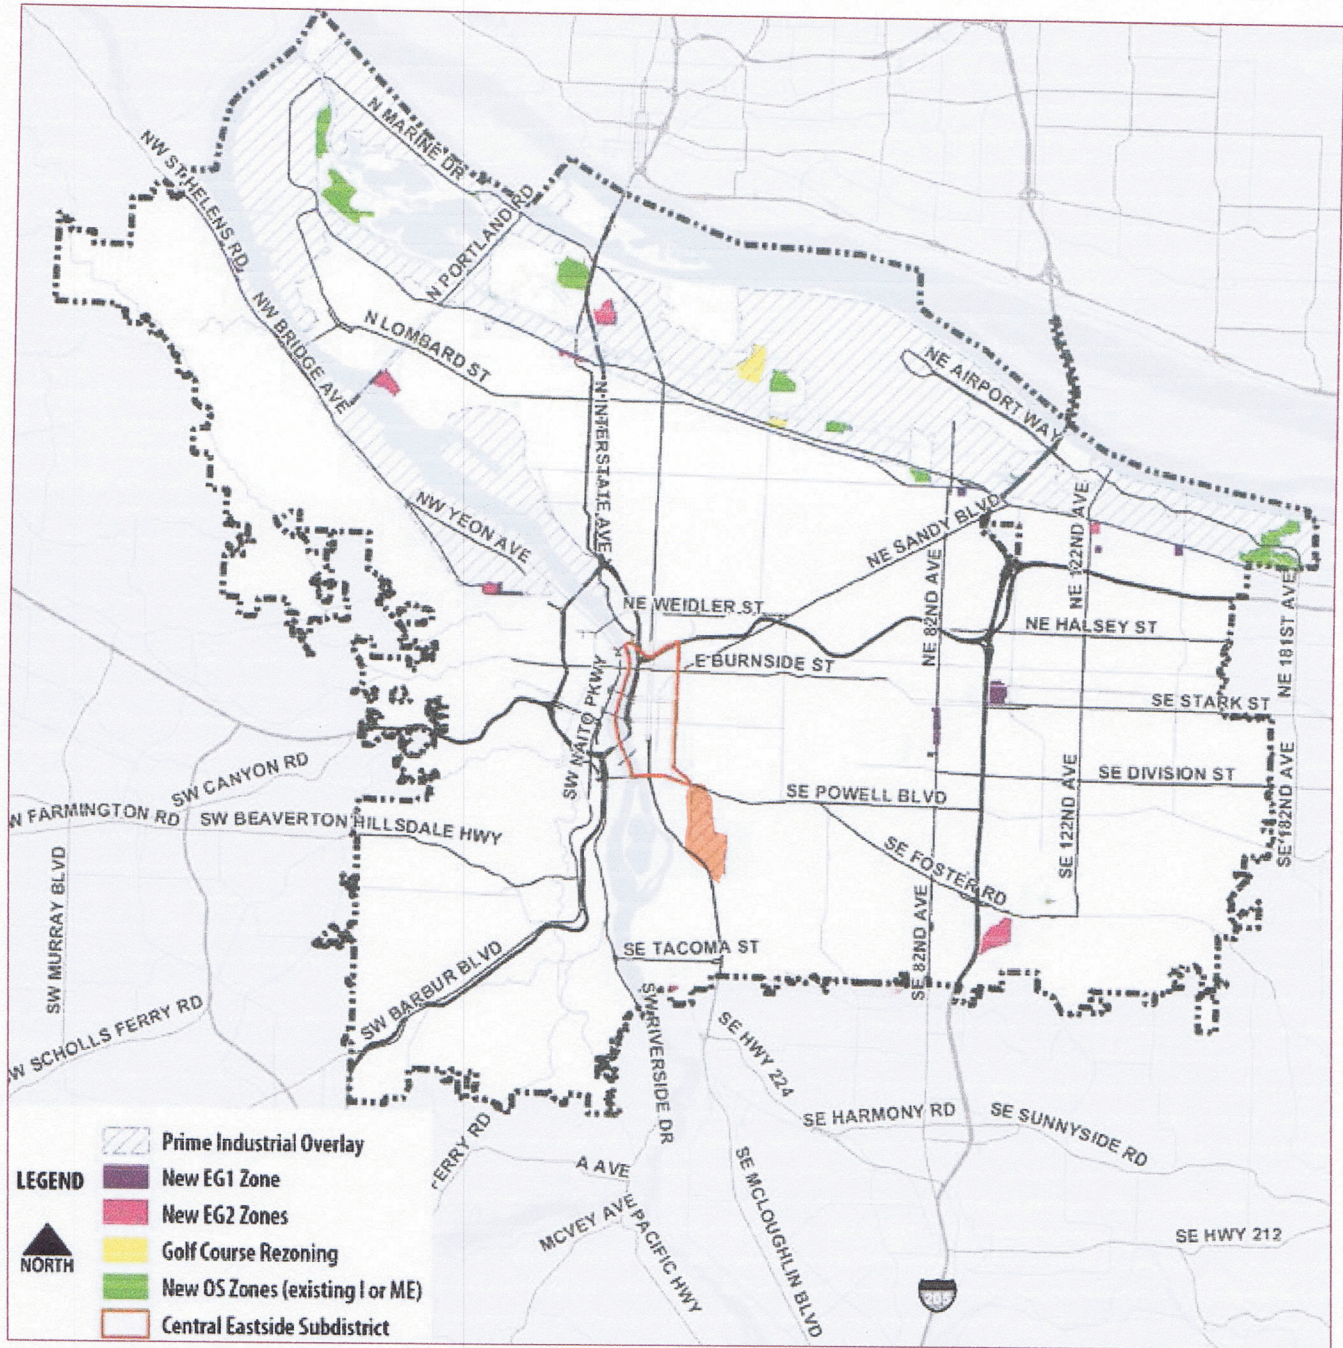 N MARINE DR
NW ST HELENS RD
N PORTLAND RD
NW BRIDGE AVE
N LOMBARD ST
NE AIRPORT WAY
N INTERSTATE AVE
NW YEON AVE
NE SANDY BLVD
NE 122ND AVE
NE 82ND AVE
NE WEIDLER ST
NE HALSEY ST
NE 181ST AVE
E BURNSIDE ST
SW NAITO PKWY
SE STARK ST
SW CANYON RD
SE DIVISION ST
SE POWELL BLVD
W FARMINGTON RD
SW BEAVERTON HILLSDALE HWY
SE 122ND AVE
SE 182ND AVE
SW MURRAY BLVD
SE FOSTER RD
SE 82ND AVE
SE TACOMA ST
SW BARBUR BLVD
SW RIVERSIDE DR
W SCHOLLS FERRY RD
SE HWY 224
SE HARMONY RD
SE SUNNYSIDE RD
FERRY RD
A AVE
SE MCLOUGHLIN BLVD
MCVEY AVE
PACIFIC HWY
SE HWY 212
205
LEGEND
NORTH
Prime Industrial Overlay
New EG1 Zone
New EG2 Zones
Golf Course Rezoning
New OS Zones (existing I or ME)
Central Eastside Subdistrict